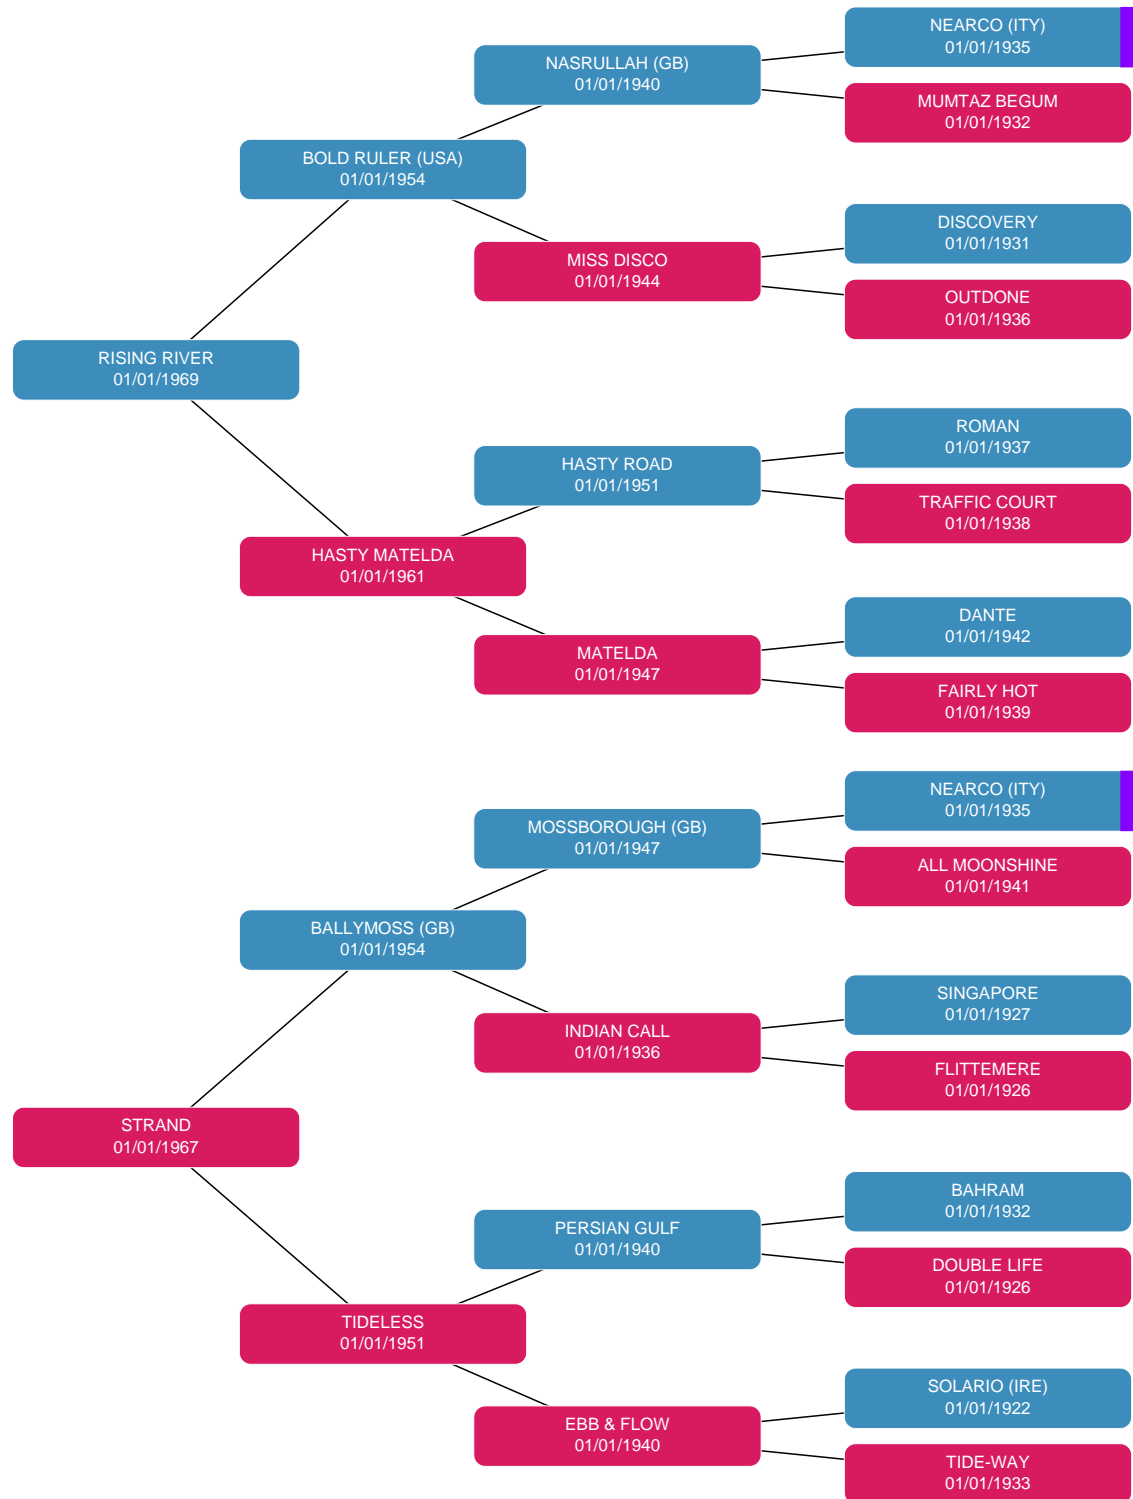 NEARCO (ITY)
01/01/1935
NASRULLAH (GB)
01/01/1940
MUMTAZ BEGUM
01/01/1932
BOLD RULER (USA)
01/01/1954
DISCOVERY
01/01/1931
MISS DISCO
01/01/1944
OUTDONE
01/01/1936
RISING RIVER
01/01/1969
ROMAN
01/01/1937
HASTY ROAD
01/01/1951
TRAFFIC COURT
01/01/1938
HASTY MATELDA
01/01/1961
DANTE
01/01/1942
MATELDA
01/01/1947
FAIRLY HOT
01/01/1939
NEARCO (ITY)
01/01/1935
MOSSBOROUGH (GB)
01/01/1947
ALL MOONSHINE
01/01/1941
BALLYMOSS (GB)
01/01/1954
SINGAPORE
01/01/1927
INDIAN CALL
01/01/1936
FLITTEMERE
01/01/1926
STRAND
01/01/1967
BAHRAM
01/01/1932
PERSIAN GULF
01/01/1940
DOUBLE LIFE
01/01/1926
TIDELESS
01/01/1951
SOLARIO (IRE)
01/01/1922
EBB & FLOW
01/01/1940
TIDE-WAY
01/01/1933